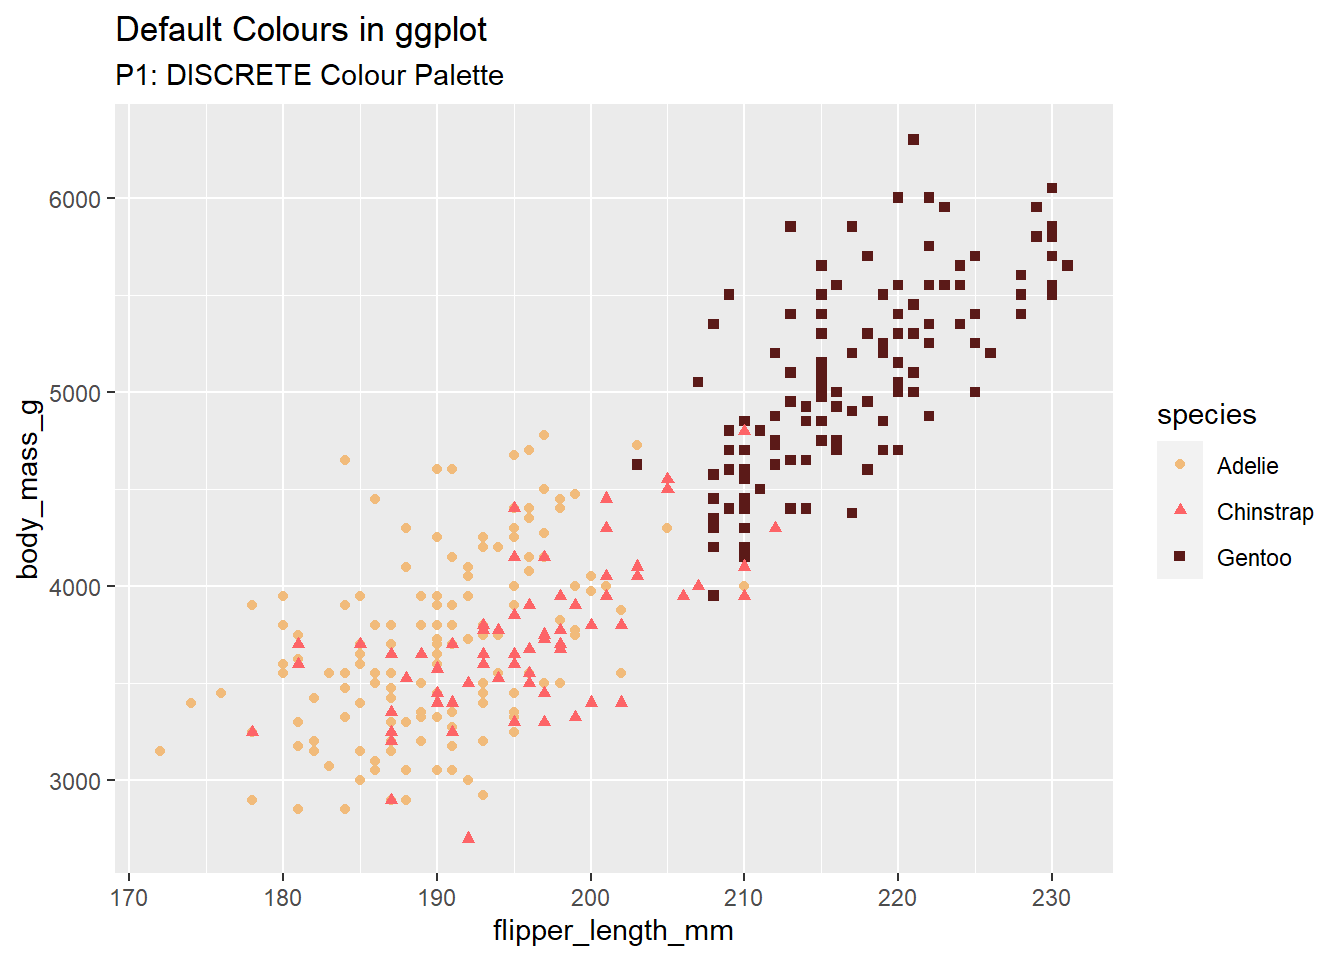 Default Colours in ggplot
P1: DISCRETE Colour Palette
body_mass_g
6000
5000
4000
3000
170 180 190 200 210 220 230
flipper_length_mm
species
Adelie
Chinstrap
Gentoo